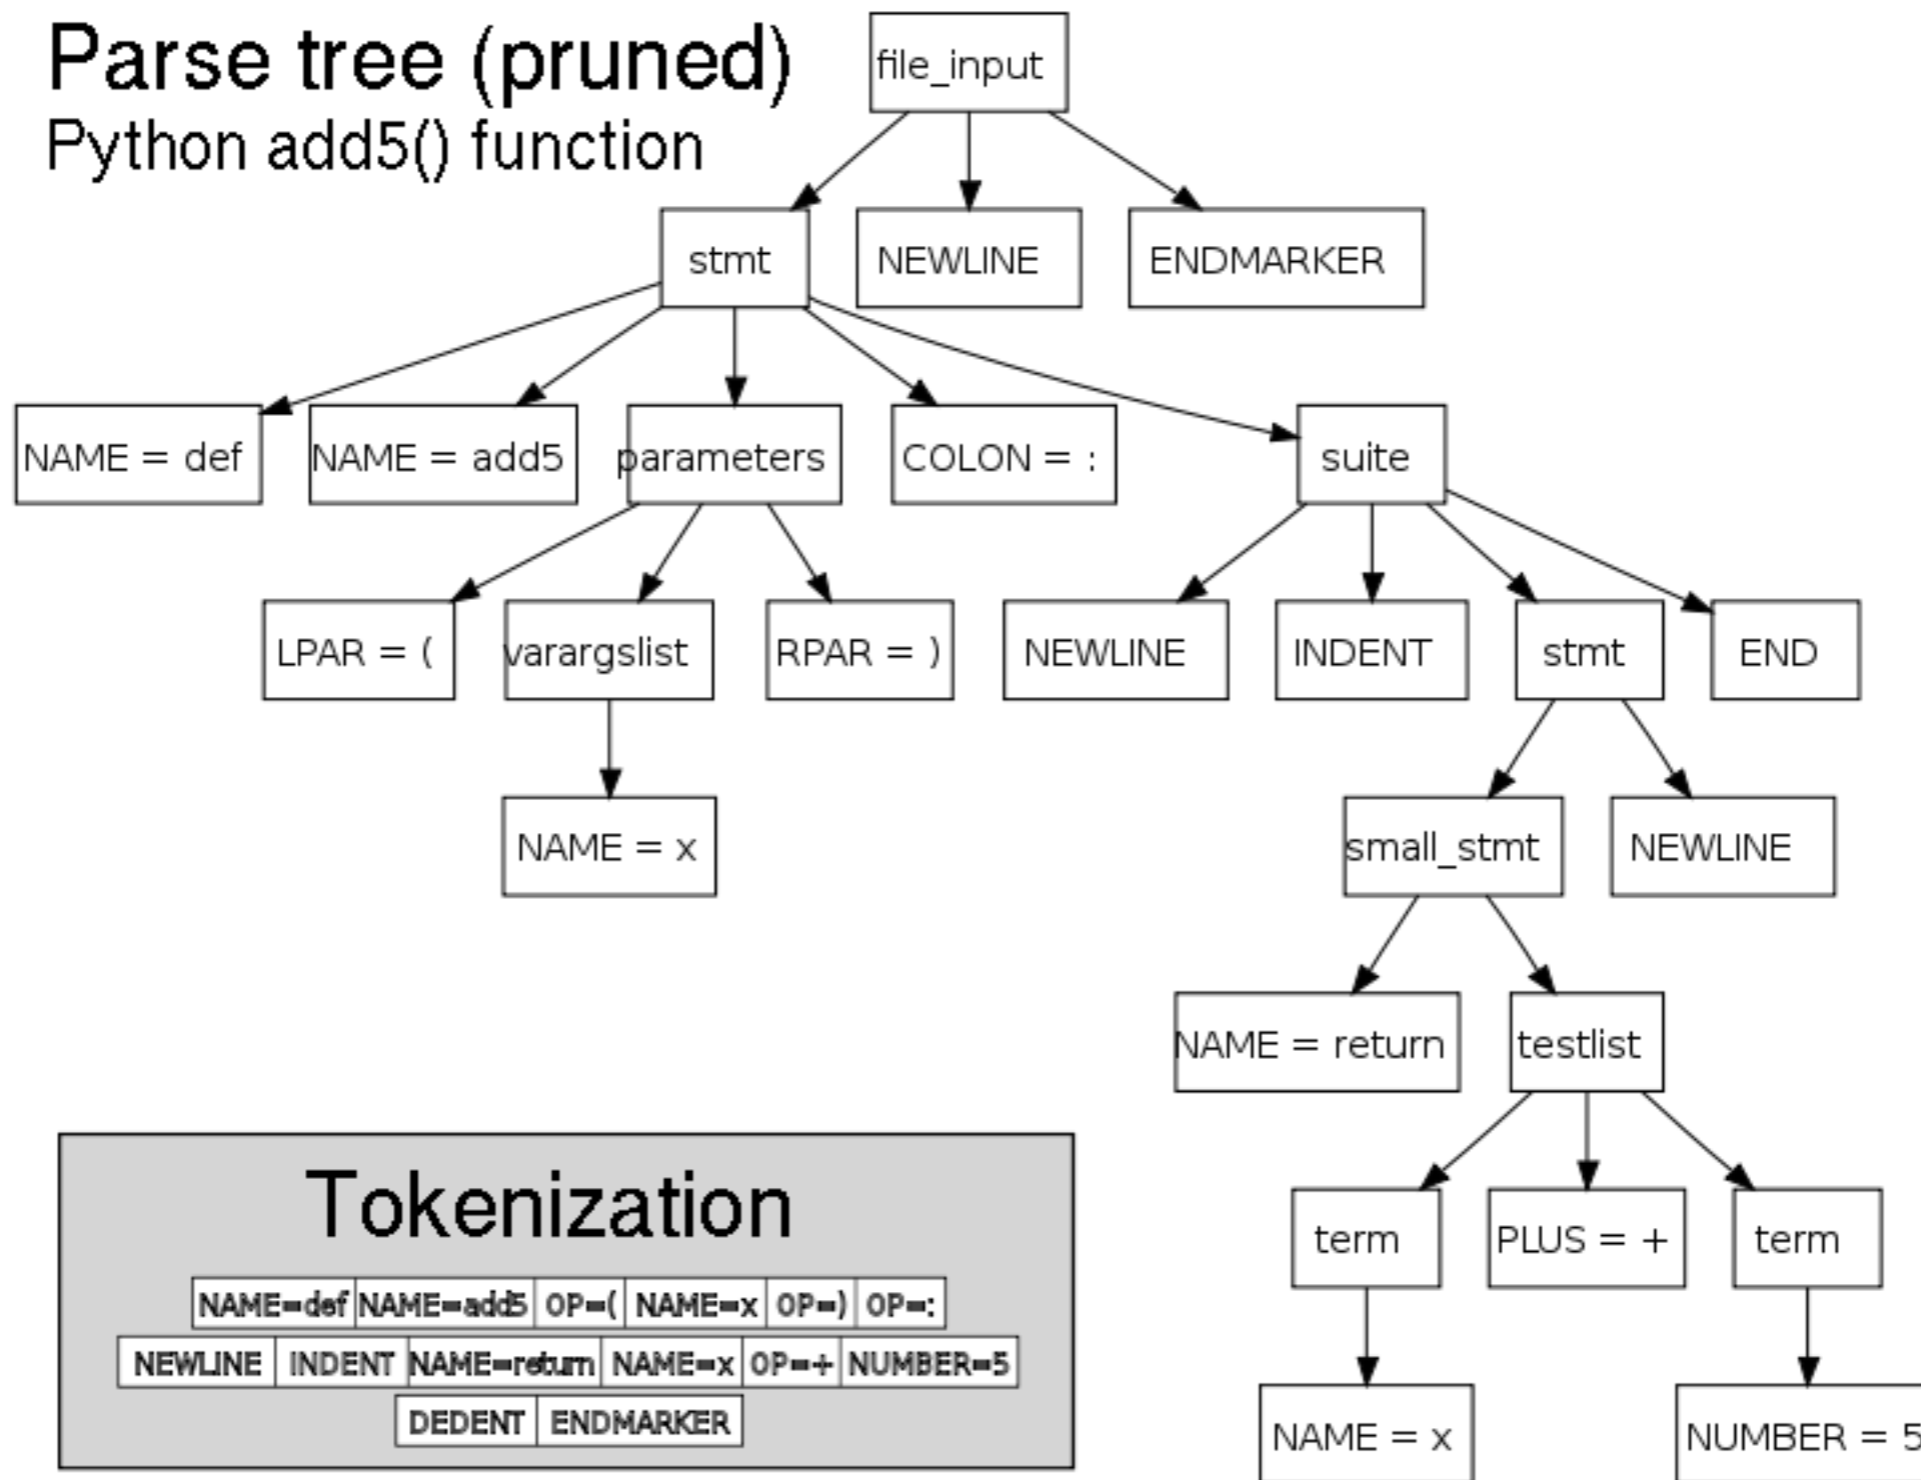 Parse tree (pruned)
Python add5() function
file_input
stmt NEWLINE ENDMARKER
NAME = def NAME = add5 parameters COLON = : suite
LPAR = ( varargslist RPAR = ) NEWLINE INDENT stmt END
NAME = x small_stmt NEWLINE
NAME = return testlist
term PLUS = + term
NAME = x NUMBER = 5
Tokenization
NAME=def NAME=add5 OP=( NAME=x OP=) OP=:
NEWLINE INDENT NAME=return NAME=x OP=+ NUMBER=5
DEDENT ENDMARKER